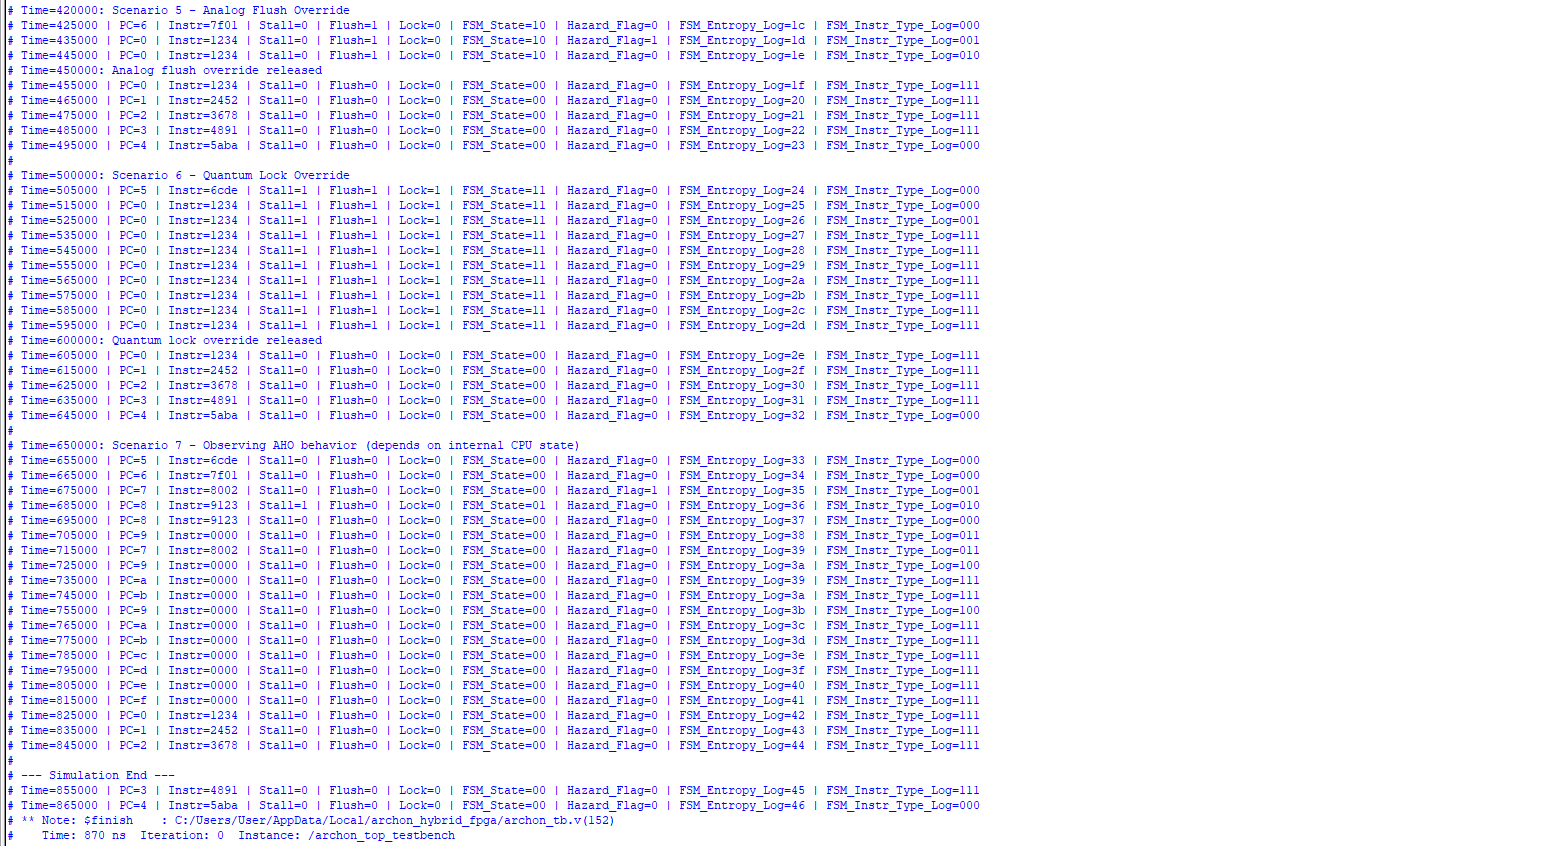 # Time=420000: Scenario 5 - Analog Flush Override
# Time=425000 | PC=6 | Instr=7f01 | Stall=0 | Flush=1 | Lock=0 | FSM_State=10 | Hazard_Flag=0 | FSM_Entropy_Log=1c | FSM_Instr_Type_Log=000
# Time=435000 | PC=0 | Instr=1234 | Stall=0 | Flush=1 | Lock=0 | FSM_State=10 | Hazard_Flag=1 | FSM_Entropy_Log=1d | FSM_Instr_Type_Log=001
# Time=445000 | PC=0 | Instr=1234 | Stall=0 | Flush=1 | Lock=0 | FSM_State=10 | Hazard_Flag=0 | FSM_Entropy_Log=1e | FSM_Instr_Type_Log=010
# Time=450000: Analog flush override released
# Time=455000 | PC=0 | Instr=1234 | Stall=0 | Flush=0 | Lock=0 | FSM_State=00 | Hazard_Flag=0 | FSM_Entropy_Log=1f | FSM_Instr_Type_Log=111
# Time=465000 | PC=1 | Instr=2452 | Stall=0 | Flush=0 | Lock=0 | FSM_State=00 | Hazard_Flag=0 | FSM_Entropy_Log=20 | FSM_Instr_Type_Log=111
# Time=475000 | PC=2 | Instr=3678 | Stall=0 | Flush=0 | Lock=0 | FSM_State=00 | Hazard_Flag=0 | FSM_Entropy_Log=21 | FSM_Instr_Type_Log=111
# Time=485000 | PC=3 | Instr=4891 | Stall=0 | Flush=0 | Lock=0 | FSM_State=00 | Hazard_Flag=0 | FSM_Entropy_Log=22 | FSM_Instr_Type_Log=111
# Time=495000 | PC=4 | Instr=5aba | Stall=0 | Flush=0 | Lock=0 | FSM_State=00 | Hazard_Flag=0 | FSM_Entropy_Log=23 | FSM_Instr_Type_Log=000
#
# Time=500000: Scenario 6 - Quantum Lock Override
# Time=505000 | PC=5 | Instr=6cde | Stall=1 | Flush=1 | Lock=1 | FSM_State=11 | Hazard_Flag=0 | FSM_Entropy_Log=24 | FSM_Instr_Type_Log=000
# Time=515000 | PC=0 | Instr=1234 | Stall=1 | Flush=1 | Lock=1 | FSM_State=11 | Hazard_Flag=0 | FSM_Entropy_Log=25 | FSM_Instr_Type_Log=000
# Time=525000 | PC=0 | Instr=1234 | Stall=1 | Flush=1 | Lock=1 | FSM_State=11 | Hazard_Flag=0 | FSM_Entropy_Log=26 | FSM_Instr_Type_Log=001
# Time=535000 | PC=0 | Instr=1234 | Stall=1 | Flush=1 | Lock=1 | FSM_State=11 | Hazard_Flag=0 | FSM_Entropy_Log=27 | FSM_Instr_Type_Log=111
# Time=545000 | PC=0 | Instr=1234 | Stall=1 | Flush=1 | Lock=1 | FSM_State=11 | Hazard_Flag=0 | FSM_Entropy_Log=28 | FSM_Instr_Type_Log=111
# Time=555000 | PC=0 | Instr=1234 | Stall=1 | Flush=1 | Lock=1 | FSM_State=11 | Hazard_Flag=0 | FSM_Entropy_Log=29 | FSM_Instr_Type_Log=111
# Time=565000 | PC=0 | Instr=1234 | Stall=1 | Flush=1 | Lock=1 | FSM_State=11 | Hazard_Flag=0 | FSM_Entropy_Log=2a | FSM_Instr_Type_Log=111
# Time=575000 | PC=0 | Instr=1234 | Stall=1 | Flush=1 | Lock=1 | FSM_State=11 | Hazard_Flag=0 | FSM_Entropy_Log=2b | FSM_Instr_Type_Log=111
# Time=585000 | PC=0 | Instr=1234 | Stall=1 | Flush=1 | Lock=1 | FSM_State=11 | Hazard_Flag=0 | FSM_Entropy_Log=2c | FSM_Instr_Type_Log=111
# Time=595000 | PC=0 | Instr=1234 | Stall=1 | Flush=1 | Lock=1 | FSM_State=11 | Hazard_Flag=0 | FSM_Entropy_Log=2d | FSM_Instr_Type_Log=111
# Time=600000: Quantum lock override released
# Time=605000 | PC=0 | Instr=1234 | Stall=0 | Flush=0 | Lock=0 | FSM_State=00 | Hazard_Flag=0 | FSM_Entropy_Log=2e | FSM_Instr_Type_Log=111
# Time=615000 | PC=1 | Instr=2452 | Stall=0 | Flush=0 | Lock=0 | FSM_State=00 | Hazard_Flag=0 | FSM_Entropy_Log=2f | FSM_Instr_Type_Log=111
# Time=625000 | PC=2 | Instr=3678 | Stall=0 | Flush=0 | Lock=0 | FSM_State=00 | Hazard_Flag=0 | FSM_Entropy_Log=30 | FSM_Instr_Type_Log=111
# Time=635000 | PC=3 | Instr=4891 | Stall=0 | Flush=0 | Lock=0 | FSM_State=00 | Hazard_Flag=0 | FSM_Entropy_Log=31 | FSM_Instr_Type_Log=111
# Time=645000 | PC=4 | Instr=5aba | Stall=0 | Flush=0 | Lock=0 | FSM_State=00 | Hazard_Flag=0 | FSM_Entropy_Log=32 | FSM_Instr_Type_Log=000
#
# Time=650000: Scenario 7 - Observing AHO behavior (depends on internal CPU state)
# Time=655000 | PC=5 | Instr=6cde | Stall=0 | Flush=0 | Lock=0 | FSM_State=00 | Hazard_Flag=0 | FSM_Entropy_Log=33 | FSM_Instr_Type_Log=000
# Time=665000 | PC=6 | Instr=7f01 | Stall=0 | Flush=0 | Lock=0 | FSM_State=00 | Hazard_Flag=0 | FSM_Entropy_Log=34 | FSM_Instr_Type_Log=000
# Time=675000 | PC=7 | Instr=8002 | Stall=0 | Flush=0 | Lock=0 | FSM_State=00 | Hazard_Flag=1 | FSM_Entropy_Log=35 | FSM_Instr_Type_Log=001
# Time=685000 | PC=8 | Instr=9123 | Stall=1 | Flush=0 | Lock=0 | FSM_State=01 | Hazard_Flag=0 | FSM_Entropy_Log=36 | FSM_Instr_Type_Log=010
# Time=695000 | PC=8 | Instr=9123 | Stall=0 | Flush=0 | Lock=0 | FSM_State=00 | Hazard_Flag=0 | FSM_Entropy_Log=37 | FSM_Instr_Type_Log=000
# Time=705000 | PC=9 | Instr=0000 | Stall=0 | Flush=0 | Lock=0 | FSM_State=00 | Hazard_Flag=0 | FSM_Entropy_Log=38 | FSM_Instr_Type_Log=011
# Time=715000 | PC=7 | Instr=8002 | Stall=0 | Flush=0 | Lock=0 | FSM_State=00 | Hazard_Flag=0 | FSM_Entropy_Log=39 | FSM_Instr_Type_Log=011
# Time=725000 | PC=9 | Instr=0000 | Stall=0 | Flush=0 | Lock=0 | FSM_State=00 | Hazard_Flag=0 | FSM_Entropy_Log=3a | FSM_Instr_Type_Log=100
# Time=735000 | PC=a | Instr=0000 | Stall=0 | Flush=0 | Lock=0 | FSM_State=00 | Hazard_Flag=0 | FSM_Entropy_Log=39 | FSM_Instr_Type_Log=111
# Time=745000 | PC=b | Instr=0000 | Stall=0 | Flush=0 | Lock=0 | FSM_State=00 | Hazard_Flag=0 | FSM_Entropy_Log=3a | FSM_Instr_Type_Log=111
# Time=755000 | PC=9 | Instr=0000 | Stall=0 | Flush=0 | Lock=0 | FSM_State=00 | Hazard_Flag=0 | FSM_Entropy_Log=3b | FSM_Instr_Type_Log=100
# Time=765000 | PC=a | Instr=0000 | Stall=0 | Flush=0 | Lock=0 | FSM_State=00 | Hazard_Flag=0 | FSM_Entropy_Log=3c | FSM_Instr_Type_Log=111
# Time=775000 | PC=b | Instr=0000 | Stall=0 | Flush=0 | Lock=0 | FSM_State=00 | Hazard_Flag=0 | FSM_Entropy_Log=3d | FSM_Instr_Type_Log=111
# Time=785000 | PC=c | Instr=0000 | Stall=0 | Flush=0 | Lock=0 | FSM_State=00 | Hazard_Flag=0 | FSM_Entropy_Log=3e | FSM_Instr_Type_Log=111
# Time=795000 | PC=d | Instr=0000 | Stall=0 | Flush=0 | Lock=0 | FSM_State=00 | Hazard_Flag=0 | FSM_Entropy_Log=3f | FSM_Instr_Type_Log=111
# Time=805000 | PC=e | Instr=0000 | Stall=0 | Flush=0 | Lock=0 | FSM_State=00 | Hazard_Flag=0 | FSM_Entropy_Log=40 | FSM_Instr_Type_Log=111
# Time=815000 | PC=f | Instr=0000 | Stall=0 | Flush=0 | Lock=0 | FSM_State=00 | Hazard_Flag=0 | FSM_Entropy_Log=41 | FSM_Instr_Type_Log=111
# Time=825000 | PC=0 | Instr=1234 | Stall=0 | Flush=0 | Lock=0 | FSM_State=00 | Hazard_Flag=0 | FSM_Entropy_Log=42 | FSM_Instr_Type_Log=111
# Time=835000 | PC=1 | Instr=2452 | Stall=0 | Flush=0 | Lock=0 | FSM_State=00 | Hazard_Flag=0 | FSM_Entropy_Log=43 | FSM_Instr_Type_Log=111
# Time=845000 | PC=2 | Instr=3678 | Stall=0 | Flush=0 | Lock=0 | FSM_State=00 | Hazard_Flag=0 | FSM_Entropy_Log=44 | FSM_Instr_Type_Log=111
#
# --- Simulation End ---
# Time=855000 | PC=3 | Instr=4891 | Stall=0 | Flush=0 | Lock=0 | FSM_State=00 | Hazard_Flag=0 | FSM_Entropy_Log=45 | FSM_Instr_Type_Log=111
# Time=865000 | PC=4 | Instr=5aba | Stall=0 | Flush=0 | Lock=0 | FSM_State=00 | Hazard_Flag=0 | FSM_Entropy_Log=46 | FSM_Instr_Type_Log=000
# ** Note: $finish    : C:/Users/User/AppData/Local/archon_hybrid_fpga/archon_tb.v(152)
#    Time: 870 ns  Iteration: 0  Instance: /archon_top_testbench